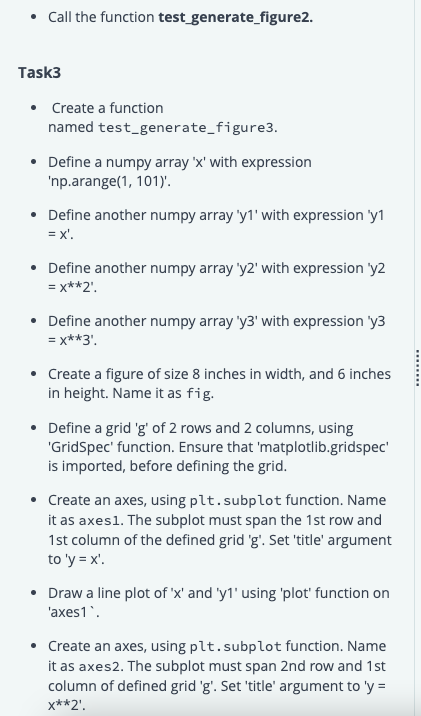 • Call the function test_generate_figure2.
Task3
• Create a function
named test_generate_figure3.
• Define a numpy array 'x' with expression
'np.arange(1, 101)'.
• Define another numpy array 'y1' with expression 'y1
= x'.
• Define another numpy array 'y2' with expression 'y2
= x**2'.
• Define another numpy array 'y3' with expression 'y3
= x**3'.
• Create a figure of size 8 inches in width, and 6 inches
in height. Name it as fig.
• Define a grid 'g' of 2 rows and 2 columns, using
'GridSpec' function. Ensure that 'matplotlib.gridspec'
is imported, before defining the grid.
• Create an axes, using plt.subplot function. Name
it as axes1. The subplot must span the 1st row and
1st column of the defined grid 'g'. Set 'title' argument
to 'y = x'.
• Draw a line plot of 'x' and 'y1' using 'plot' function on
'axes1`.
• Create an axes, using plt.subplot function. Name
it as axes2. The subplot must span 2nd row and 1st
column of defined grid 'g'. Set 'title' argument to 'y =
x**2'.